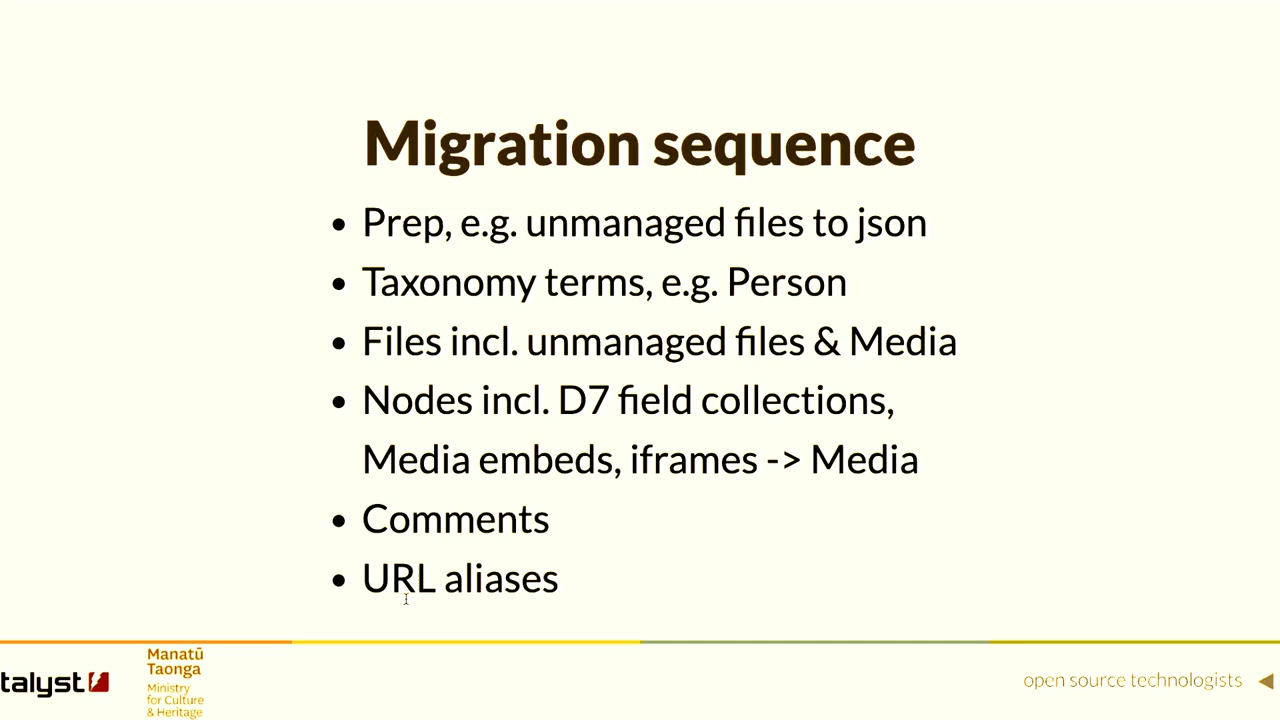 Migration sequence
• Prep, e.g. unmanaged files to json
• Taxonomy terms, e.g. Person
• Files incl. unmanaged files & Media
• Nodes incl. D7 field collections,
Media embeds, iframes -> Media
• Comments
• URL aliases
talyst
Manatū
Taonga
Ministry
for Culture
& Heritage
open source technologists